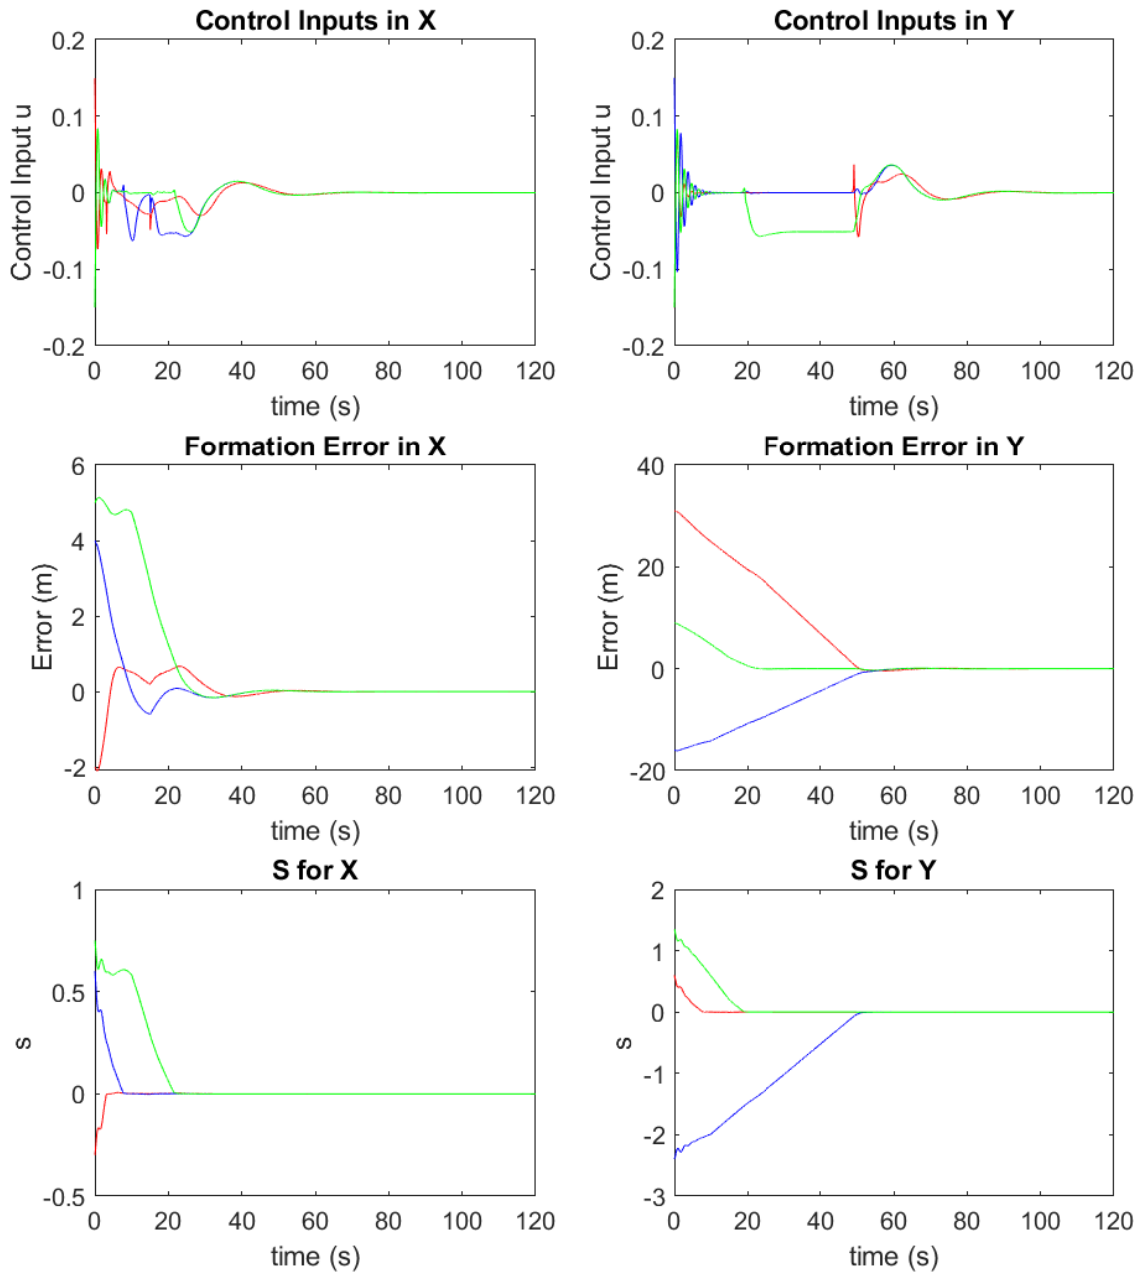 Control Inputs in X
Control Input u
0.2
0.1
0
-0.1
-0.2
0 20 40 60 80 100 120
time (s)
Control Inputs in Y
Control Input u
0.2
0.1
0
-0.1
-0.2
0 20 40 60 80 100 120
time (s)
Formation Error in X
Error (m)
6
4
2
0
-2
0 20 40 60 80 100 120
time (s)
Formation Error in Y
Error (m)
40
20
0
-20
0 20 40 60 80 100 120
time (s)
S for X
s
1
0.5
0
-0.5
0 20 40 60 80 100 120
time (s)
S for Y
s
2
1
0
-1
-2
-3
0 20 40 60 80 100 120
time (s)